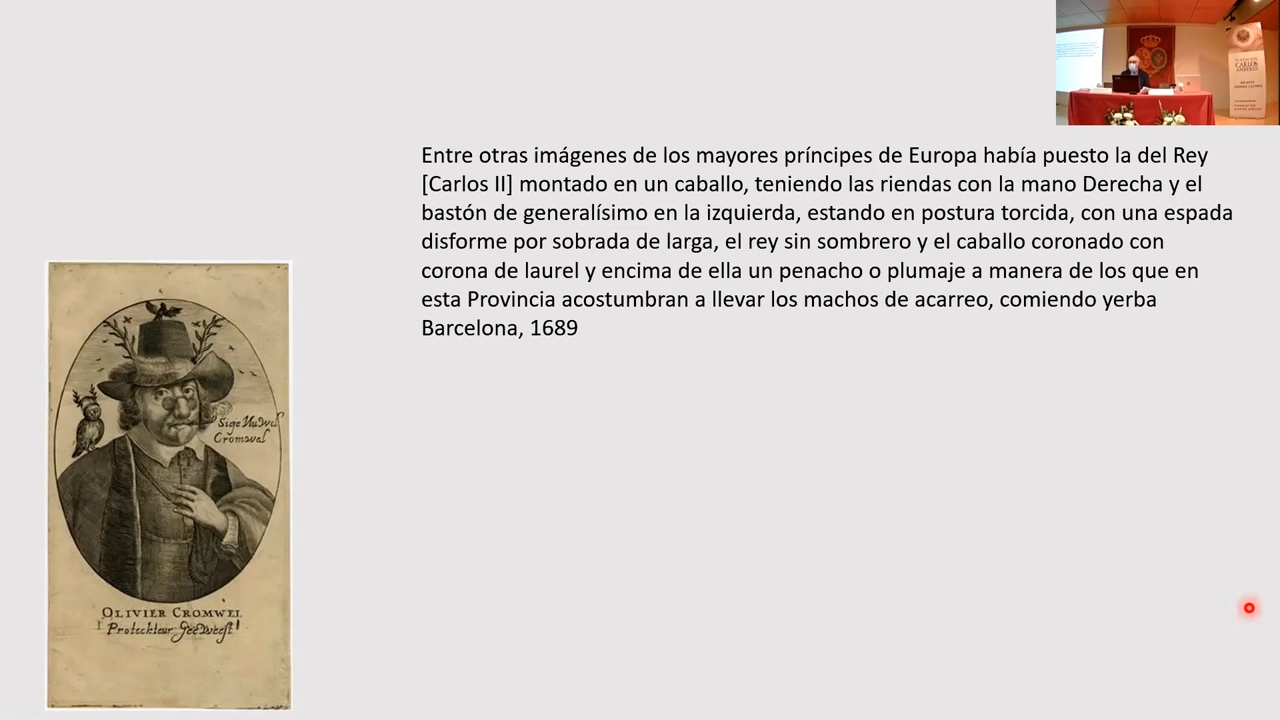 Entre otras imágenes de los mayores príncipes de Europa había puesto la del Rey
[Carlos II] montado en un caballo, teniendo las riendas con la mano Derecha y el
bastón de generalísimo en la izquierda, estando en postura torcida, con una espada
disforme por sobrada de larga, el rey sin sombrero y el caballo coronado con
corona de laurel y encima de ella un penacho o plumaje a manera de los que en
esta Provincia acostumbran a llevar los machos de acarreo, comiendo yerba
Barcelona, 1689
Cromwel
OLIVIER CROMWEL
Proteckteur Geweest
CARLOS
AMBERES